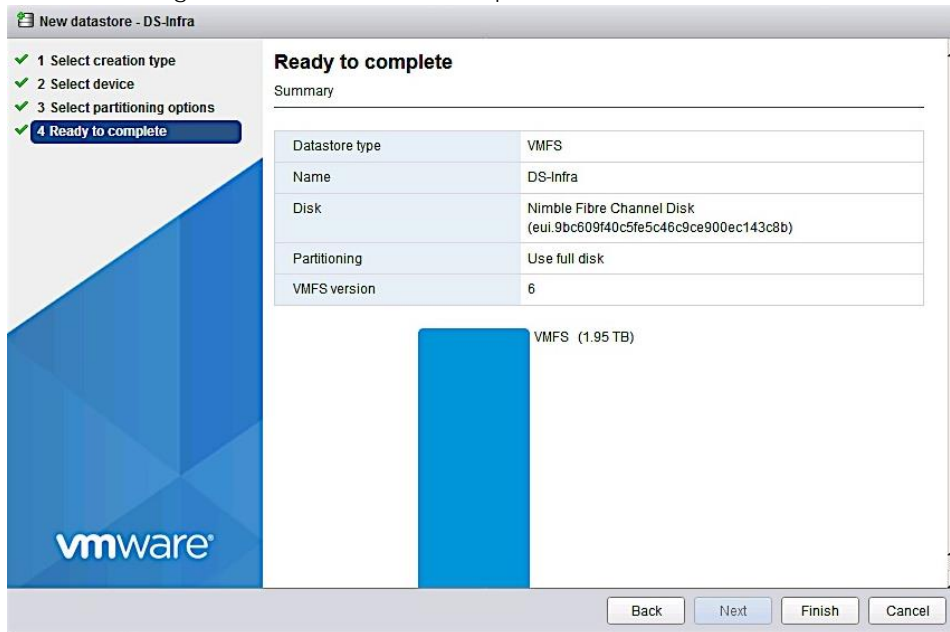 New datastore - DS-Infra
1 Select creation type
2 Select device
3 Select partitioning options
4 Ready to complete
vmware®
Ready to complete
Summary
Datastore type VMFS
Name DS-Infra
Disk Nimble Fibre Channel Disk
(eui.9bc609f40c5fe5c46c9ce900ec143c8b)
Partitioning Use full disk
VMFS version 6
VMFS (1.95 TB)
Back Next Finish Cancel